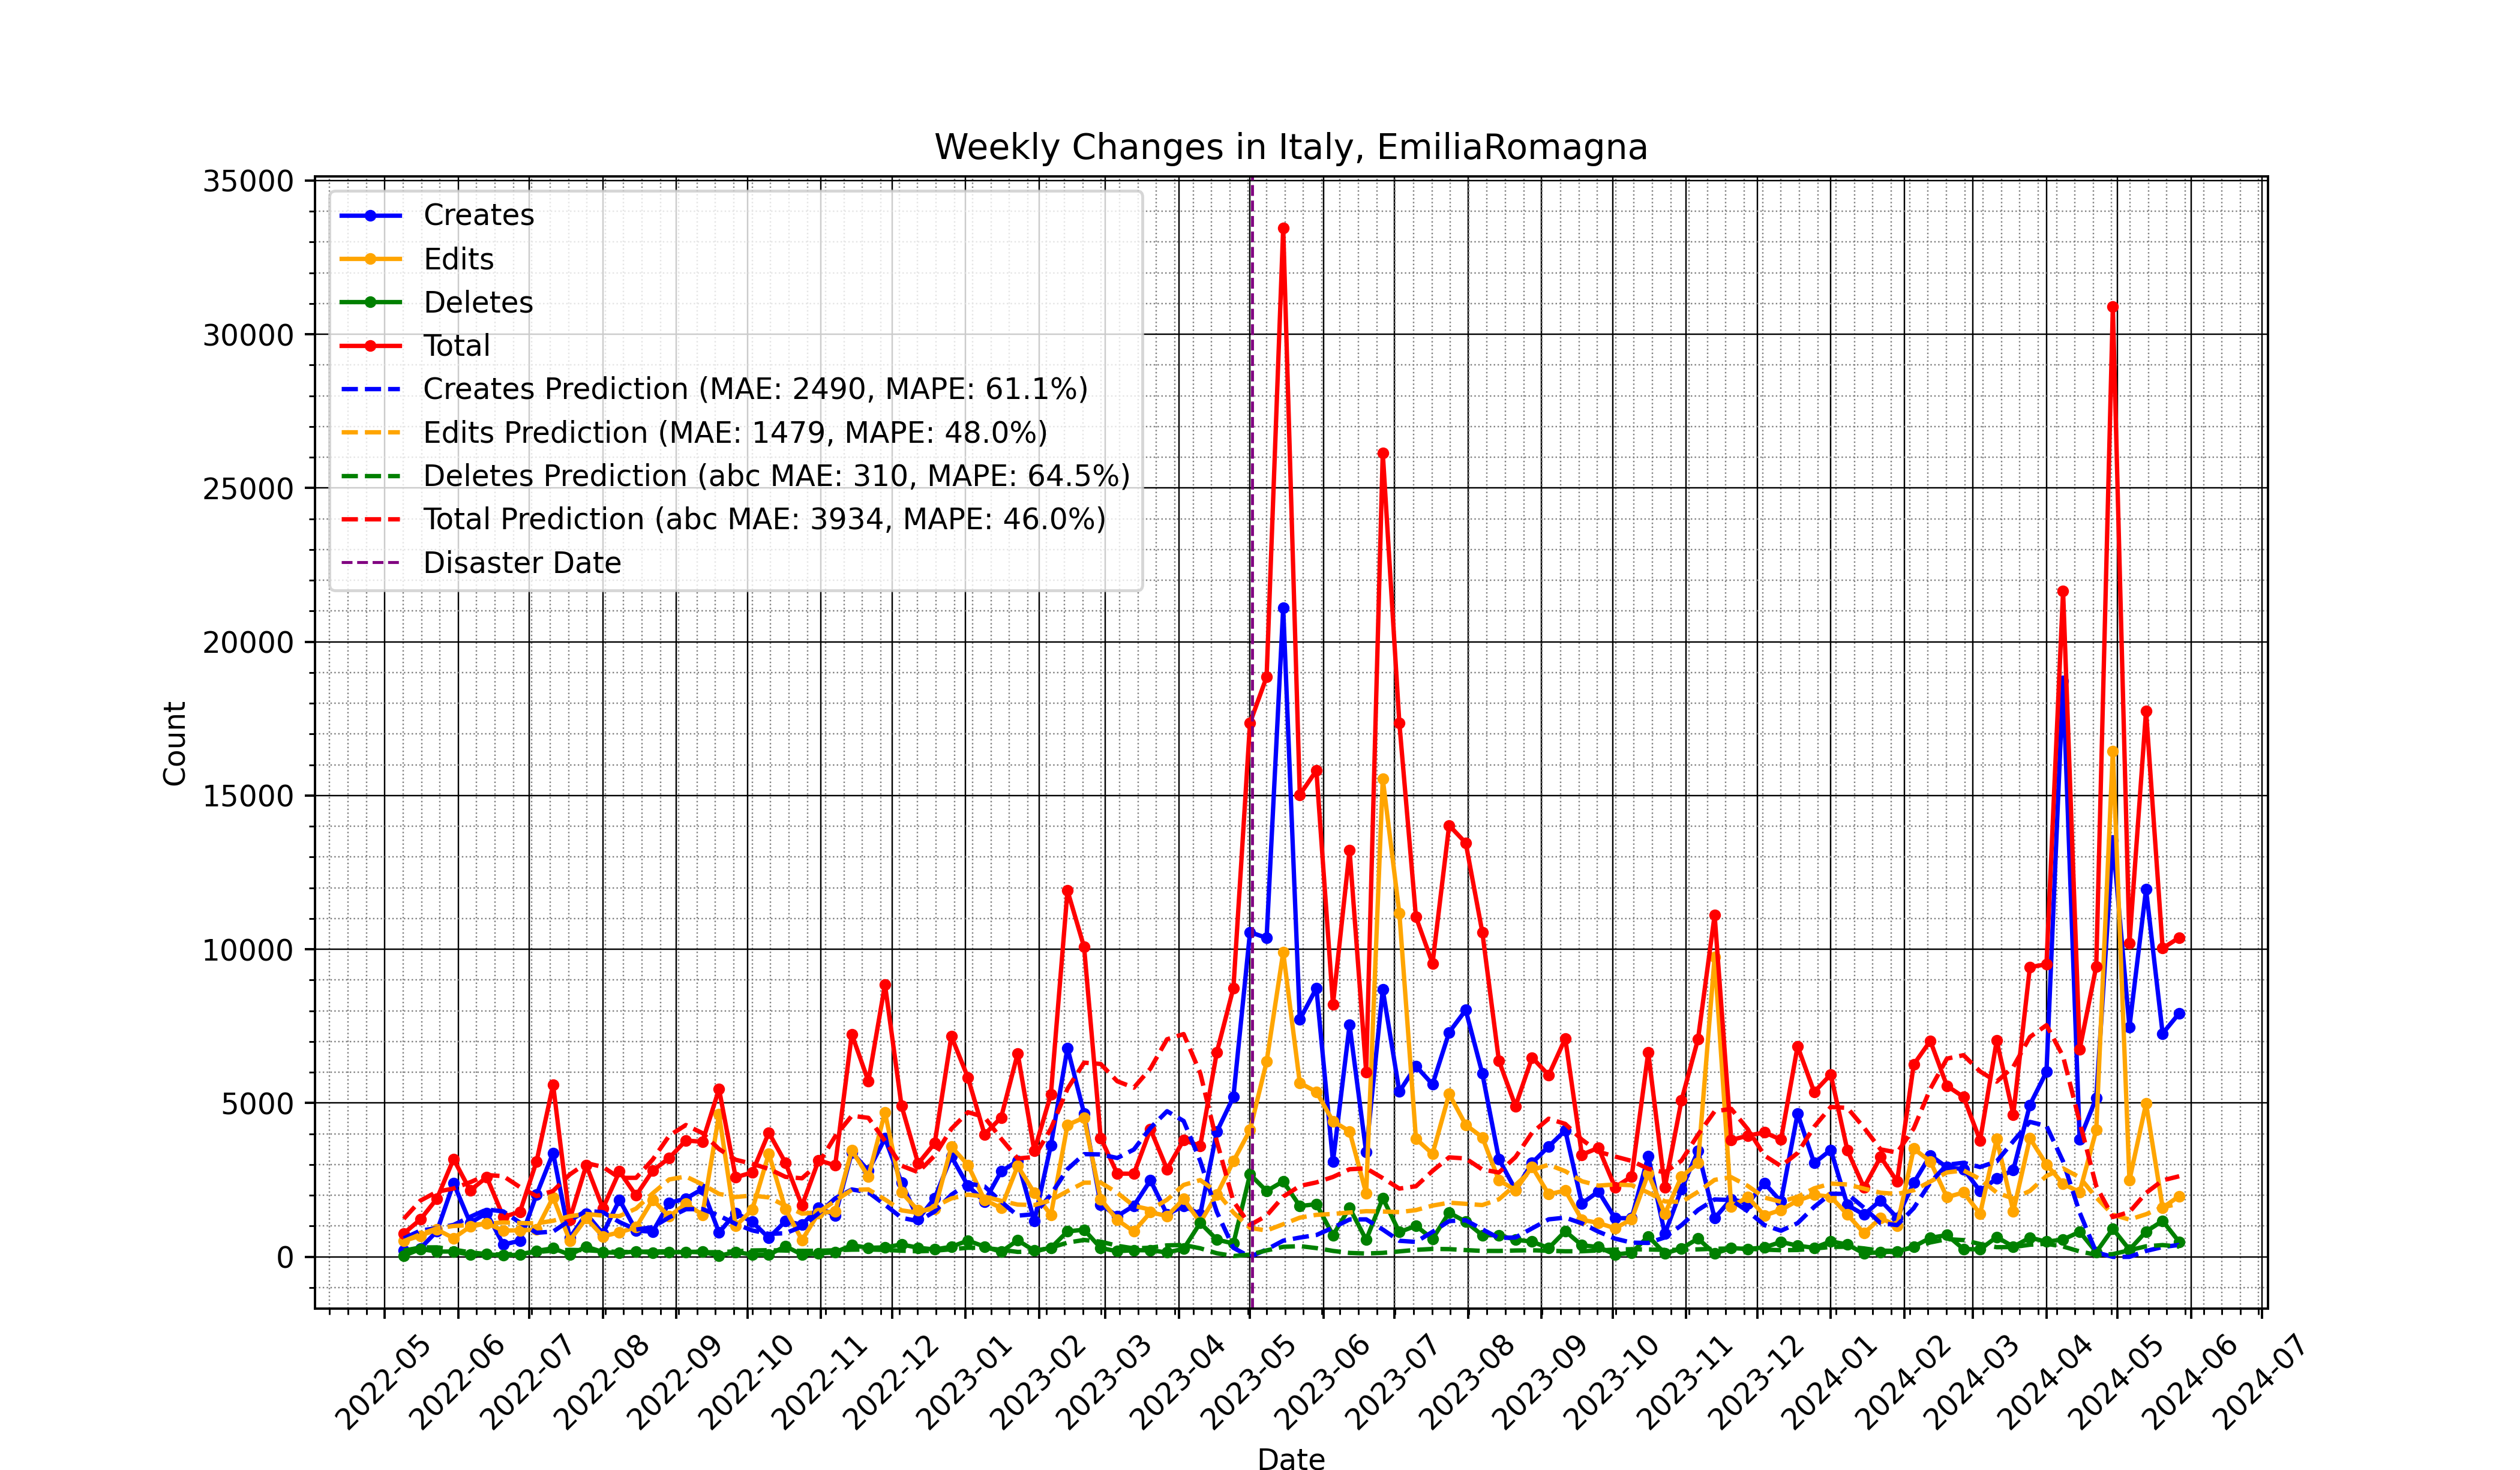 Weekly Changes in Italy, EmiliaRomagna
35000
30000
25000
20000
15000
10000
5000
0
Count
Creates
Edits
Deletes
Total
Creates Prediction (MAE: 2490, MAPE: 61.1%)
Edits Prediction (MAE: 1479, MAPE: 48.0%)
Deletes Prediction (abc MAE: 310, MAPE: 64.5%)
Total Prediction (abc MAE: 3934, MAPE: 46.0%)
Disaster Date
2022-05
2022-06
2022-07
2022-08
2022-09
2022-10
2022-11
2022-12
2023-01
2023-02
2023-03
2023-04
2023-05
2023-06
2023-07
2023-08
2023-09
2023-10
2023-11
2023-12
2024-01
2024-02
2024-03
2024-04
2024-05
2024-06
2024-07
Date